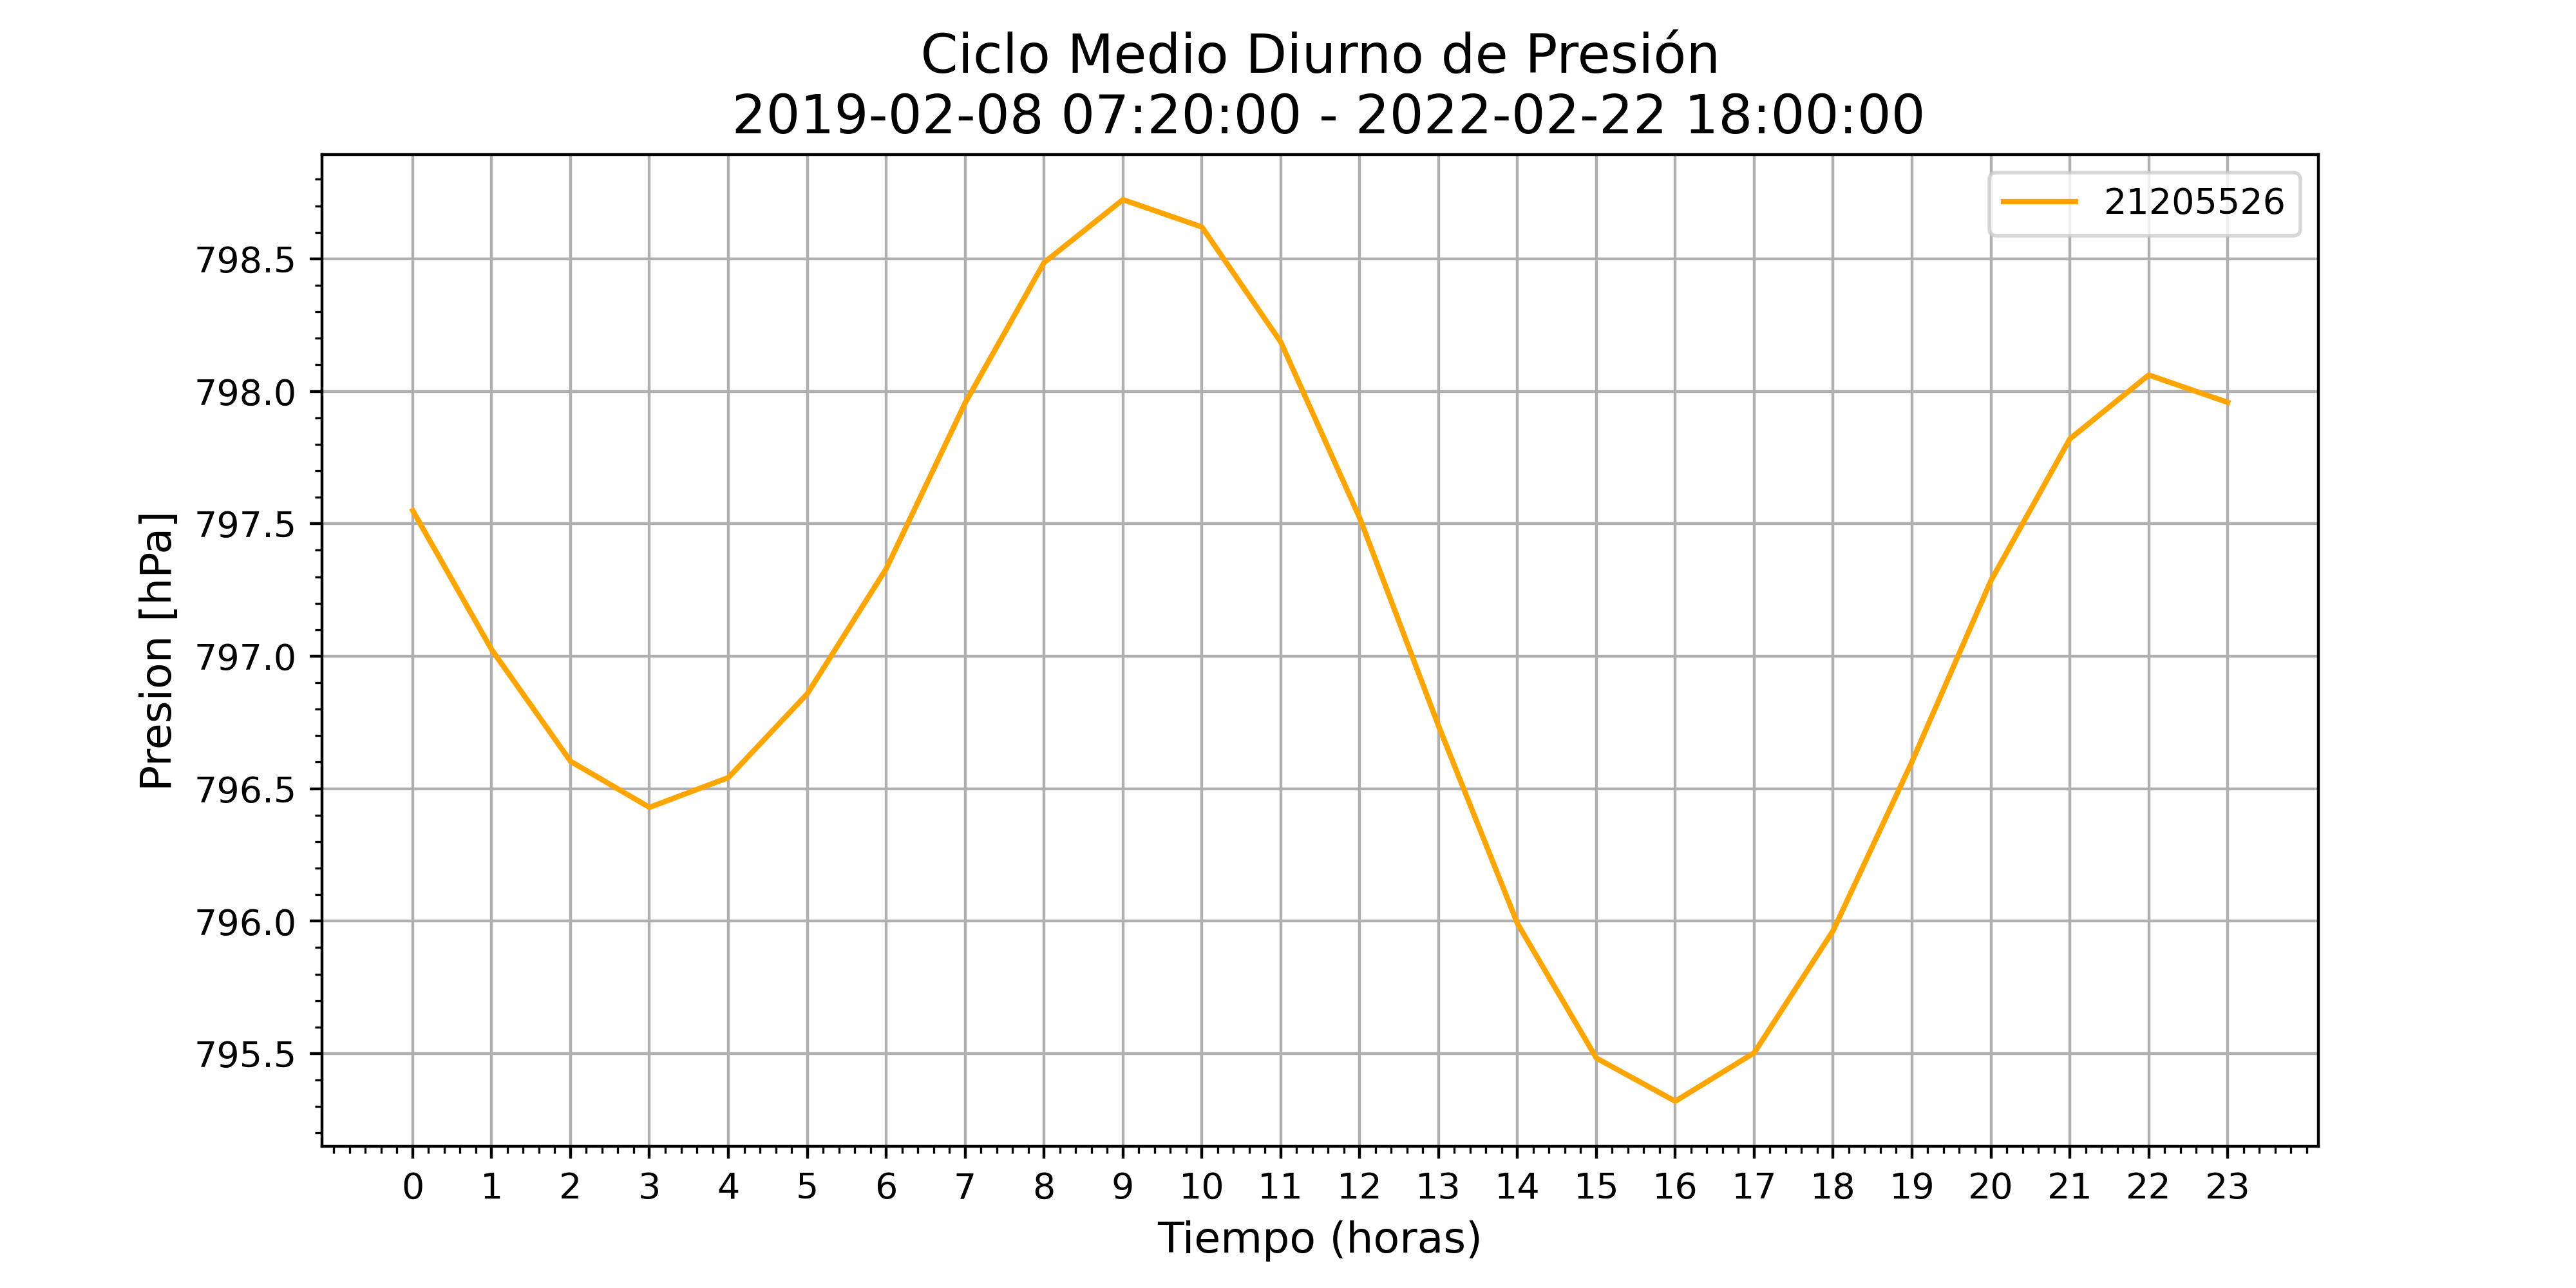 Ciclo Medio Diurno de Presión
2019-02-08 07:20:00 - 2022-02-22 18:00:00
21205526
Presion [hPa]
798.5
798.0
797.5
797.0
796.5
796.0
795.5
0 1 2 3 4 5 6 7 8 9 10 11 12 13 14 15 16 17 18 19 20 21 22 23
Tiempo (horas)